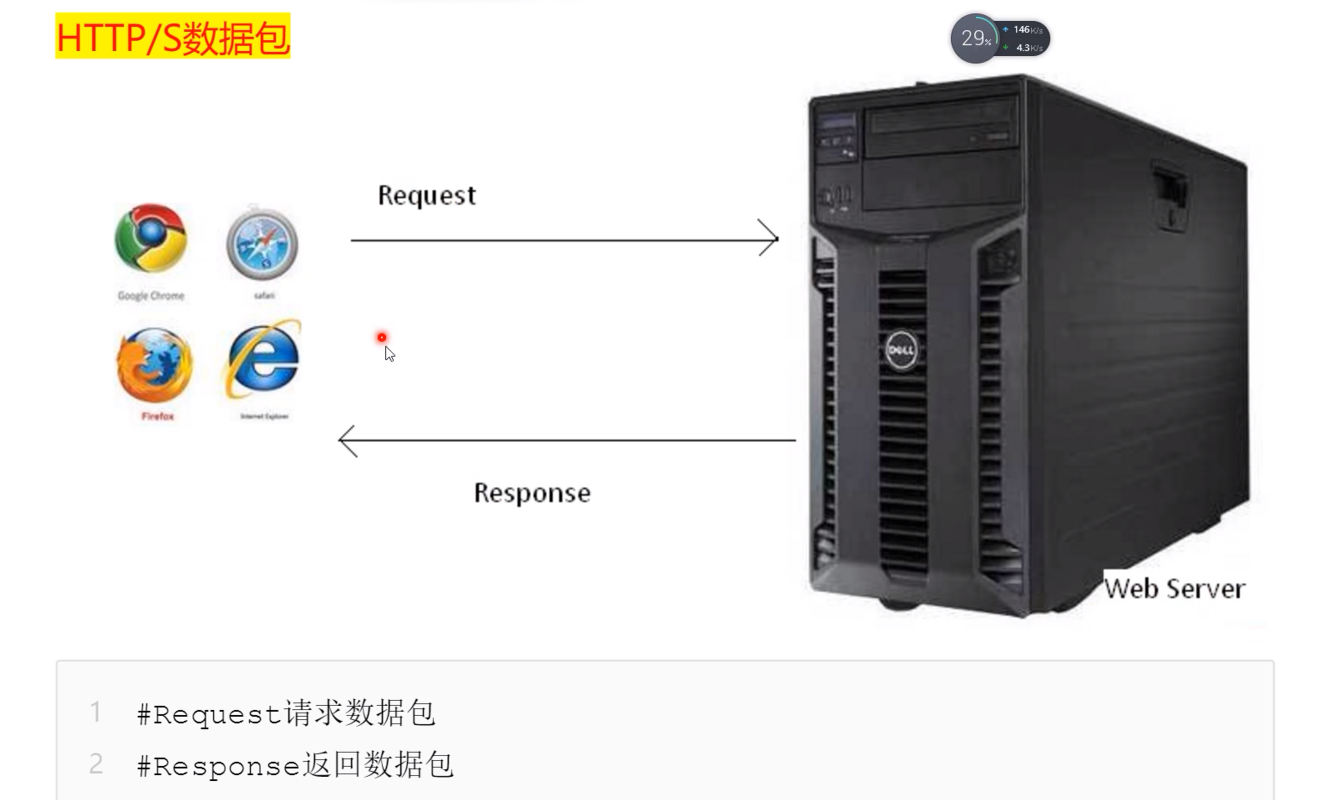 HTTP/S数据包
29%
146K/s
4.3K/s
Request
Google Chrome
safari
Firefox
Internet Explorer
DELL
Response
Web Server
1 #Request请求数据包
2 #Response返回数据包